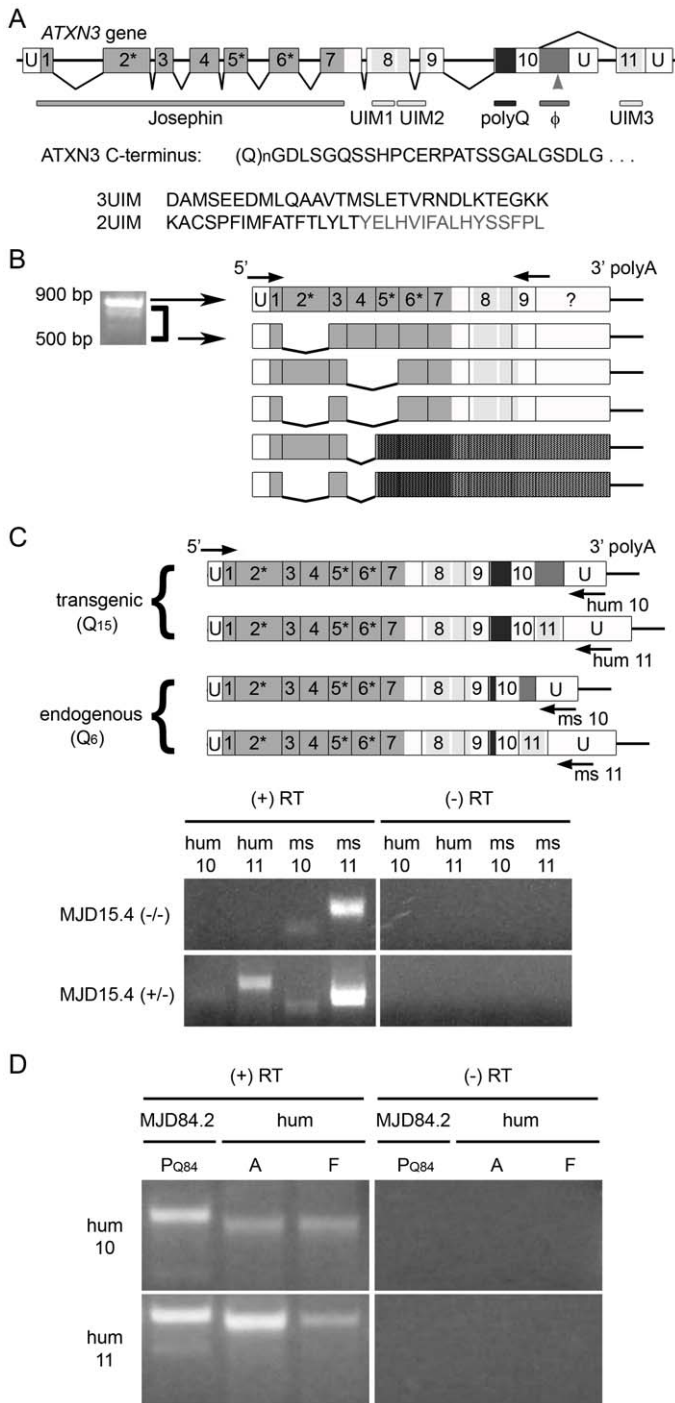 A
ATXN3 gene
U 1 2* 3 4 5* 6* 7 8 9 10 U 11 U
Josephin UIM1 UIM2 polyQ ϕ UIM3
ATXN3 C-terminus: (Q)nGDLSGQSSHPCERPATSSGALGSDLG . . .
3UIM DAMSEEDMLQAAVTMSLETVRNDLKTEGKK
2UIM KACSPFIMFATFTLYLTYELHVIFALHYSSFPL
B
5’ 3’ polyA
900 bp
500 bp
U 1 2* 3 4 5* 6* 7 8 9 ?
C
5’ 3’ polyA
transgenic
(Q15)
U 1 2* 3 4 5* 6* 7 8 9 10 U
hum 10
U 1 2* 3 4 5* 6* 7 8 9 10 11 U
hum 11
endogenous
(Q6)
U 1 2* 3 4 5* 6* 7 8 9 10 U
ms 10
U 1 2* 3 4 5* 6* 7 8 9 10 11 U
ms 11
(+) RT (-) RT
hum hum ms ms hum hum ms ms
10 11 10 11 10 11 10 11
MJD15.4 (-/-)
MJD15.4 (+/-)
D
(+) RT (-) RT
MJD84.2 hum MJD84.2 hum
PQ84 A F PQ84 A F
hum
10
hum
11